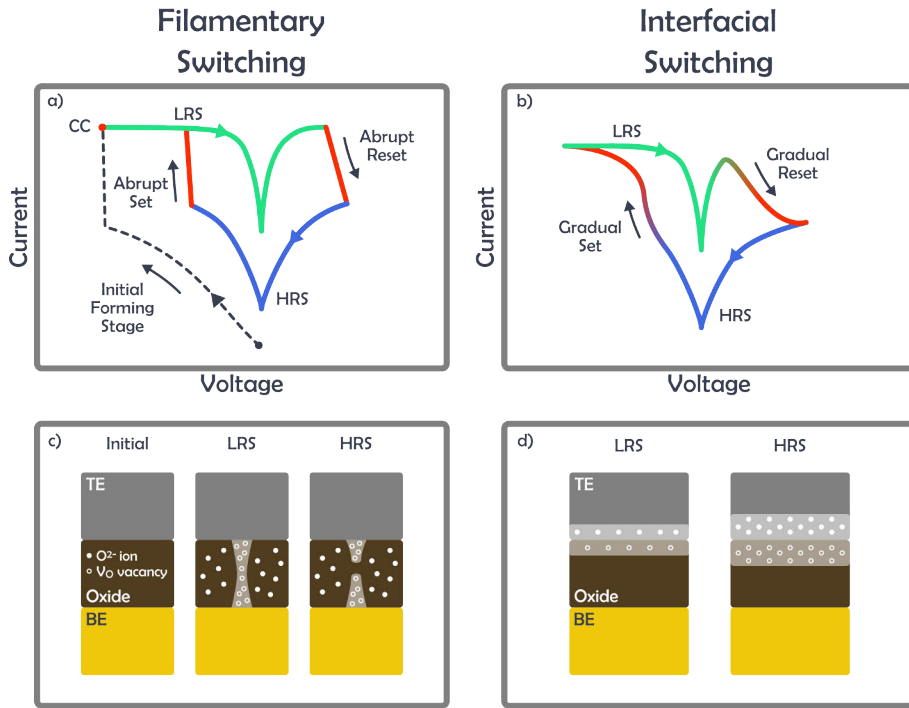 Filamentary
Switching
Interfacial
Switching
a)
CC
LRS
Abrupt
Reset
Abrupt
Set
Initial
Forming
Stage
HRS
Current
Voltage
b)
LRS
Gradual
Reset
Gradual
Set
HRS
Current
Voltage
c)
Initial
LRS
HRS
TE
O²⁻ ion
V_O vacancy
Oxide
BE
d)
LRS
HRS
TE
Oxide
BE